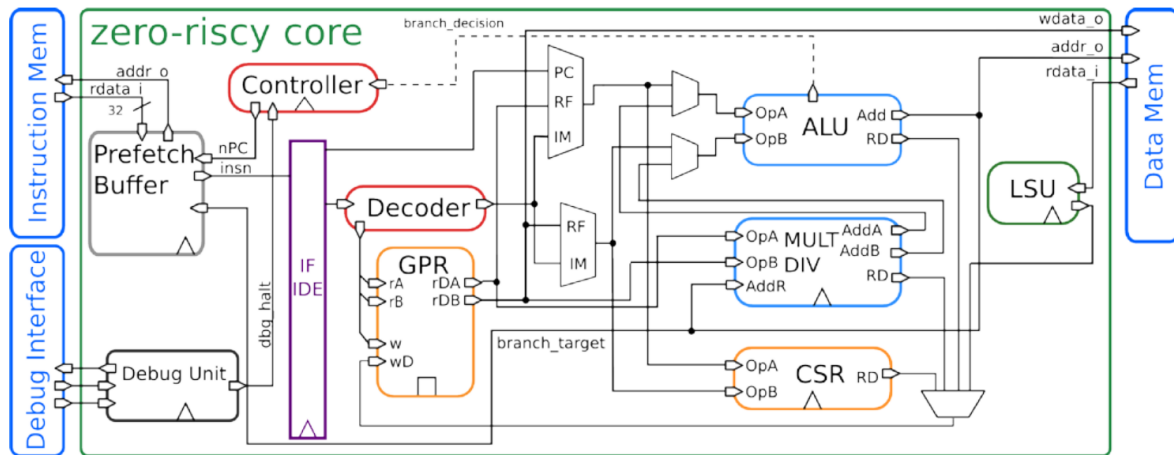 zero-riscy core
Instruction Mem
Data Mem
Debug Interface
branch_decision
wdata_o
addr_o
rdata_i
addr_o
rdata_i
32
Controller
Prefetch
Buffer
nPC
insn
PC
RF
IM
OpA
OpB
ALU
Add
RD
Decoder
LSU
RF
IM
IF
IDE
GPR
rA
rB
w
wD
rDA
rDB
OpA
OpB
AddR
MULT
DIV
AddA
AddB
RD
dbg_halt
branch_target
Debug Unit
OpA
OpB
CSR
RD